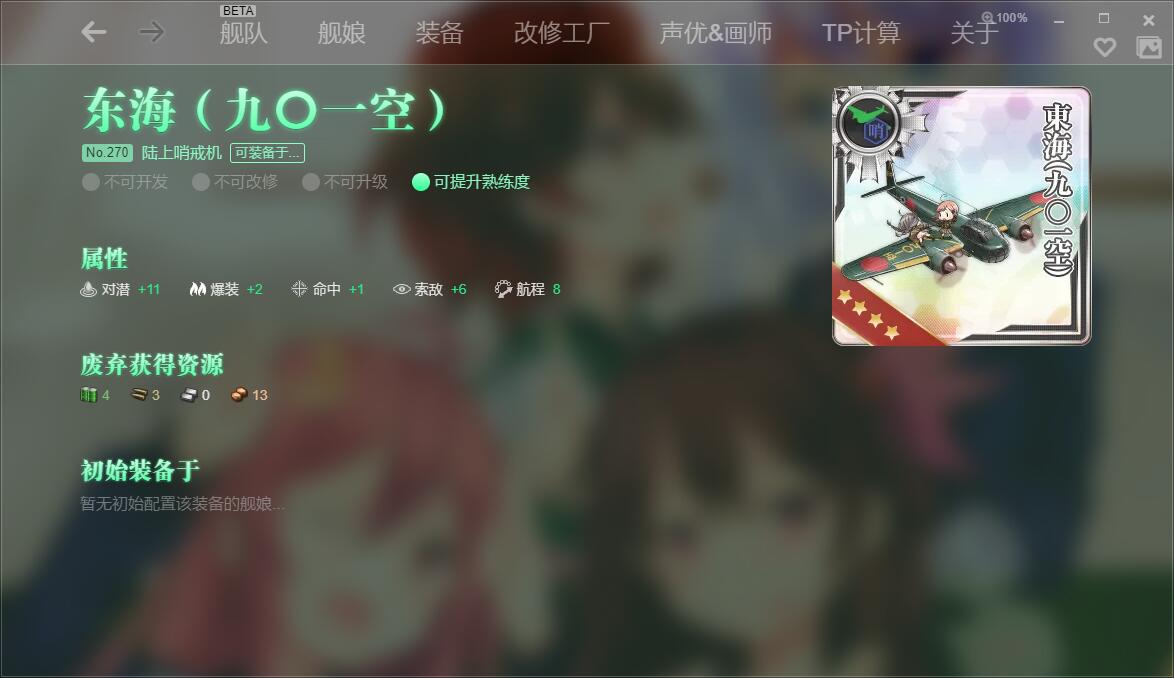 BETA
舰队 舰娘 装备 改修工厂 声优&画师 TP计算 关于 100%
东海（九〇一空）
No.270 陆上哨戒机 可装备于...
不可开发 不可改修 不可升级 可提升熟练度
属性
对潜 +11 爆装 +2 命中 +1 索敌 +6 航程 8
废弃获得资源
4 3 0 13
初始装备于
暂无初始配置该装备的舰娘...
哨
東海(九〇一空)